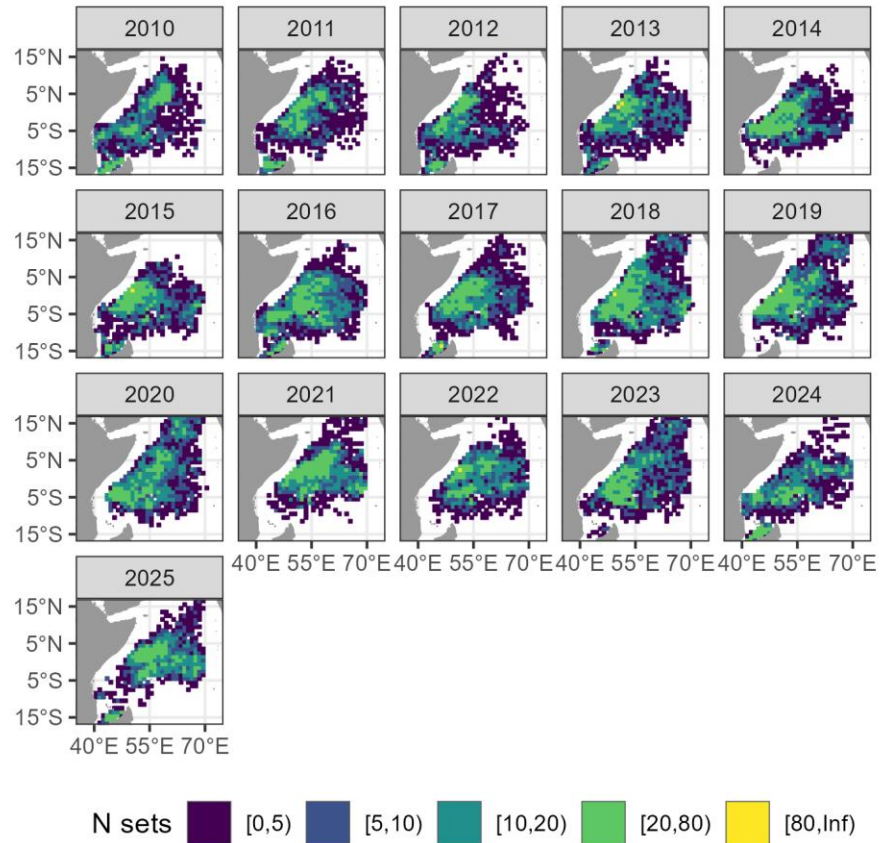 2010 2011 2012 2013 2014
15°N
5°N
5°S
15°S
2015 2016 2017 2018 2019
15°N
5°N
5°S
15°S
2020 2021 2022 2023 2024
15°N
5°N
5°S
15°S
40°E 55°E 70°E 40°E 55°E 70°E 40°E 55°E 70°E 40°E 55°E 70°E
2025
15°N
5°N
5°S
15°S
40°E 55°E 70°E
N sets [0,5) [5,10) [10,20) [20,80) [80,Inf)